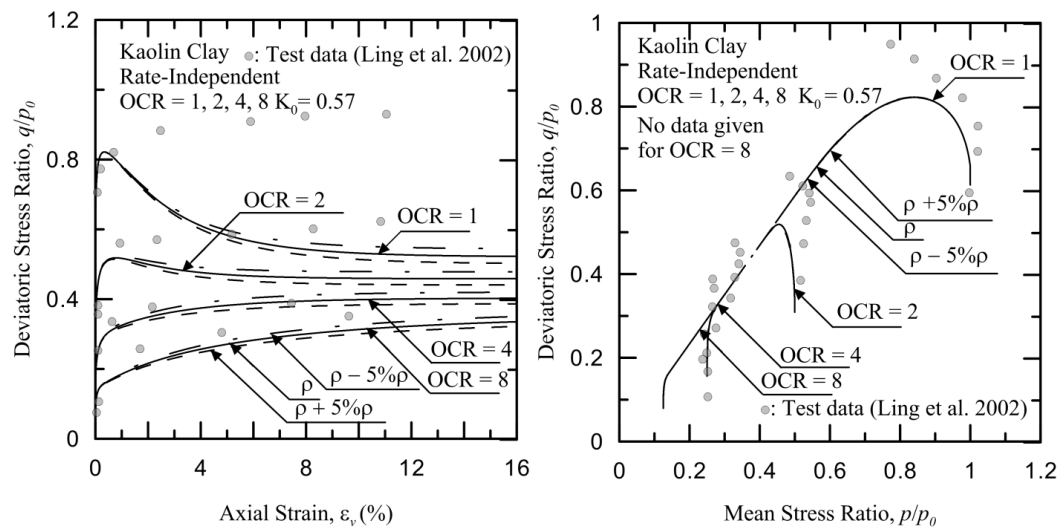 Kaolin Clay
: Test data (Ling et al. 2002)
Rate-Independent
OCR = 1, 2, 4, 8 K₀= 0.57
OCR = 2
OCR = 1
OCR = 4
OCR = 8
ρ − 5%ρ
ρ
ρ + 5%ρ
1.2
0.8
0.4
0
0
4
8
12
16
Deviatoric Stress Ratio, q/p₀
Axial Strain, εᵥ (%)
Kaolin Clay
Rate-Independent
OCR = 1, 2, 4, 8 K₀= 0.57
No data given
for OCR = 8
OCR = 1
ρ +5%ρ
ρ
ρ − 5%ρ
OCR = 2
OCR = 4
OCR = 8
: Test data (Ling et al. 2002)
1
0.8
0.6
0.4
0.2
0
0
0.2
0.4
0.6
0.8
1
1.2
Deviatoric Stress Ratio, q/p₀
Mean Stress Ratio, p/p₀